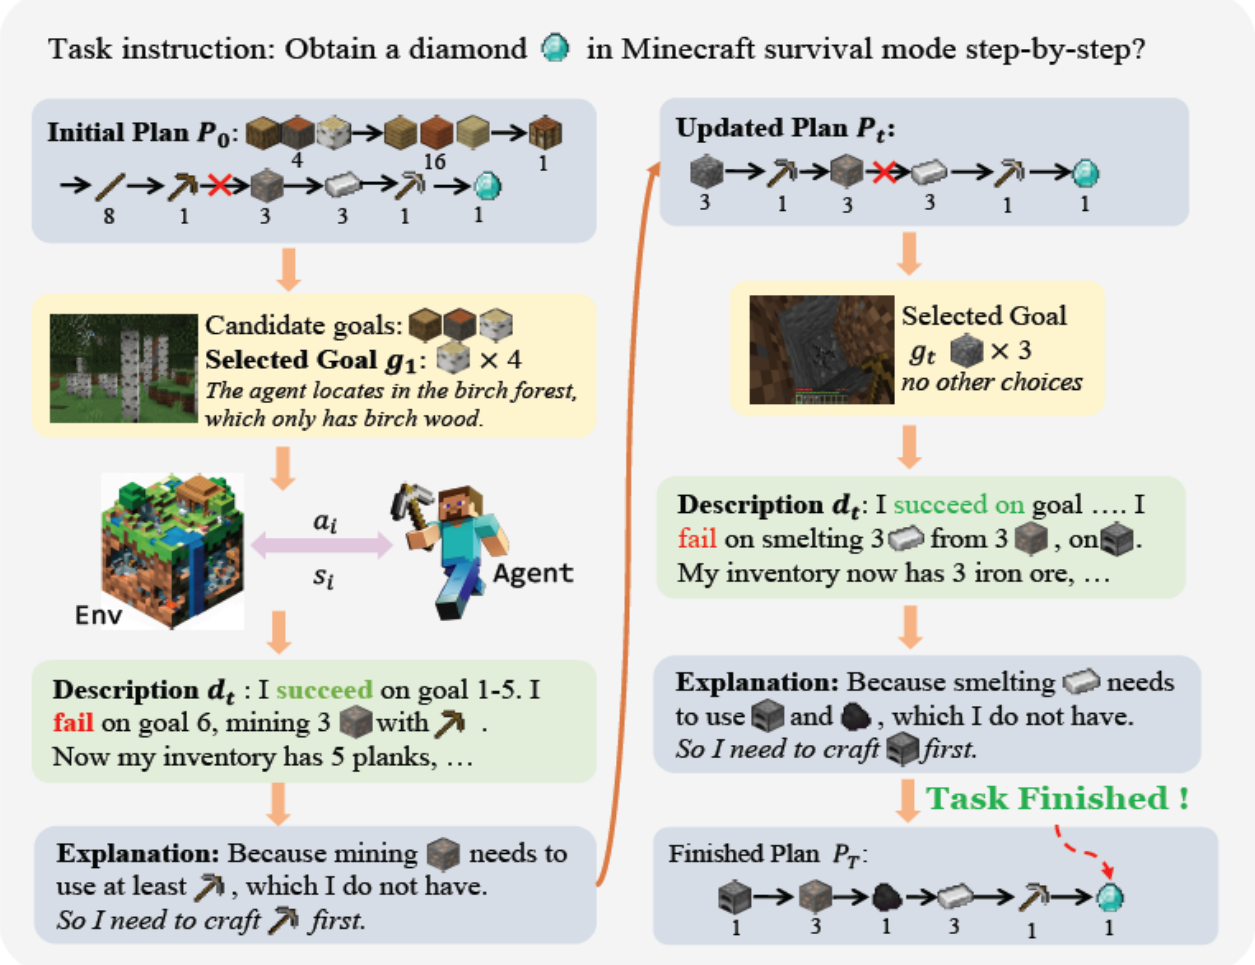 Task instruction: Obtain a diamond in Minecraft survival mode step-by-step?
Initial Plan P₀:
4 16 1
8 1 3 3 1 1
Candidate goals:
Selected Goal g₁: × 4
The agent locates in the birch forest,
which only has birch wood.
Env
aᵢ
sᵢ
Agent
Description dₜ : I succeed on goal 1-5. I
fail on goal 6, mining 3 with .
Now my inventory has 5 planks, …
Explanation: Because mining needs to
use at least , which I do not have.
So I need to craft first.
Updated Plan Pₜ:
3 1 3 3 1 1
Selected Goal
gₜ × 3
no other choices
Description dₜ: I succeed on goal …. I
fail on smelting 3 from 3 , on .
My inventory now has 3 iron ore, …
Explanation: Because smelting needs
to use and , which I do not have.
So I need to craft first.
Task Finished !
Finished Plan P_T:
1 3 1 3 1 1